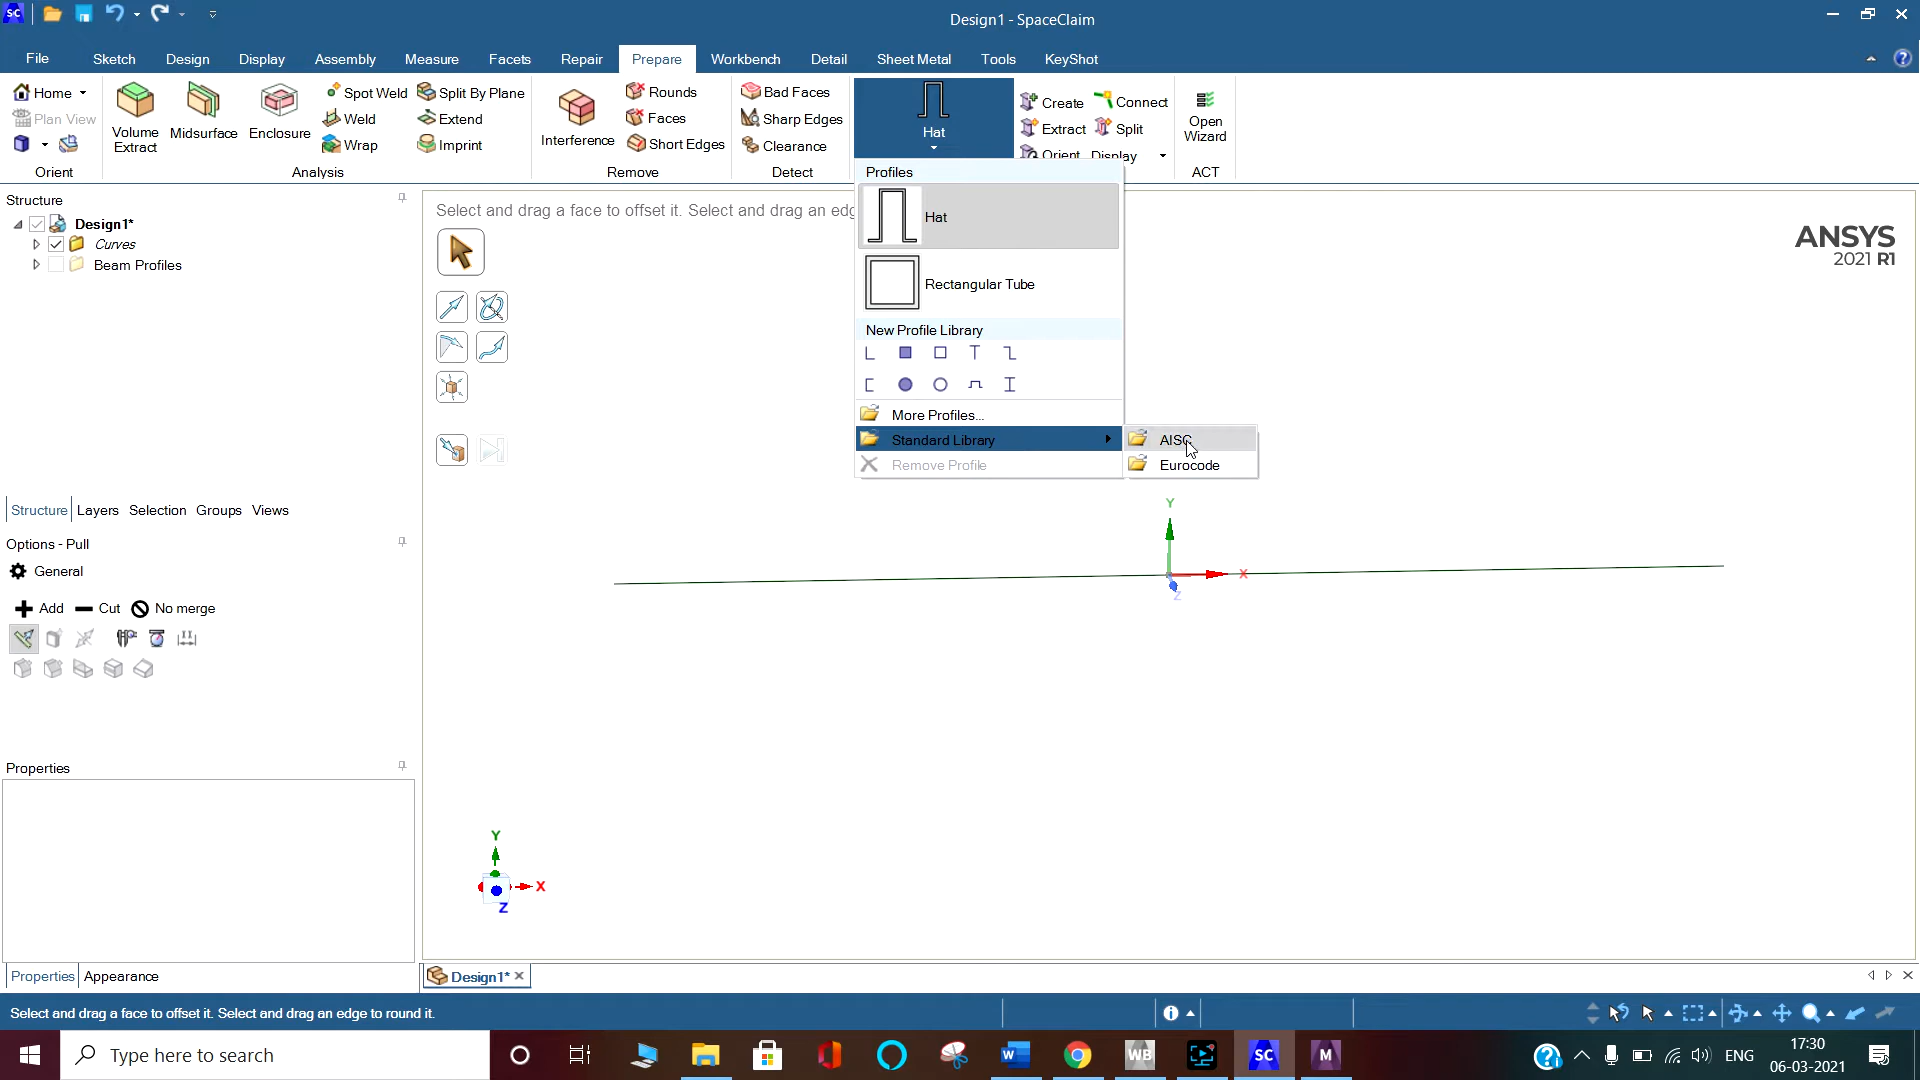 SC
Design1 - SpaceClaim
File Sketch Design Display Assembly Measure Facets Repair Prepare Workbench Detail Sheet Metal Tools KeyShot
Home
Plan View
Orient
Volume Extract
Midsurface
Enclosure
Spot Weld
Weld
Wrap
Split By Plane
Extend
Imprint
Analysis
Interference
Rounds
Faces
Short Edges
Remove
Bad Faces
Sharp Edges
Clearance
Detect
Hat
Create Connect
Extract Split
Orient Display
Open Wizard
ACT
Profiles
Hat
Rectangular Tube
New Profile Library
More Profiles...
Standard Library
Remove Profile
AISC
Eurocode
Structure
Design1*
Curves
Beam Profiles
Structure Layers Selection Groups Views
Options - Pull
General
Add Cut No merge
Properties
Properties Appearance
Select and drag a face to offset it. Select and drag an edg
ANSYS
2021 R1
Y
X
Z
Y
X
Z
Design1*
Select and drag a face to offset it. Select and drag an edge to round it.
Type here to search
W
WB
SC
M
ENG
17:30
06-03-2021